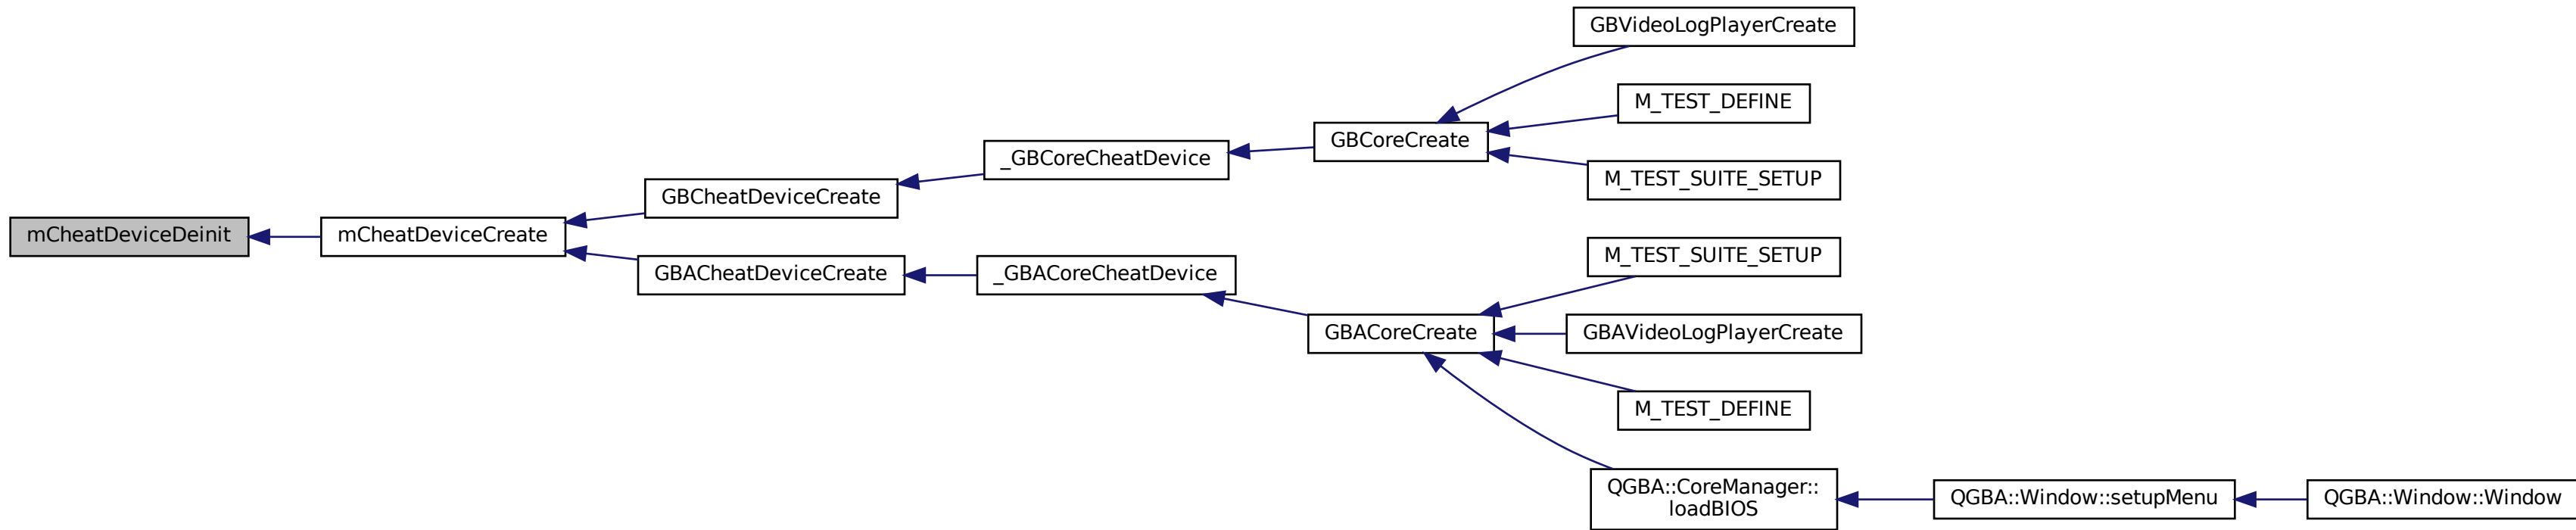 GBVideoLogPlayerCreate
M_TEST_DEFINE
GBCoreCreate
_GBCoreCheatDevice
M_TEST_SUITE_SETUP
GBCheatDeviceCreate
mCheatDeviceDeinit
mCheatDeviceCreate
M_TEST_SUITE_SETUP
GBACheatDeviceCreate
_GBACoreCheatDevice
GBACoreCreate
GBAVideoLogPlayerCreate
M_TEST_DEFINE
QGBA::CoreManager::
loadBIOS
QGBA::Window::setupMenu
QGBA::Window::Window